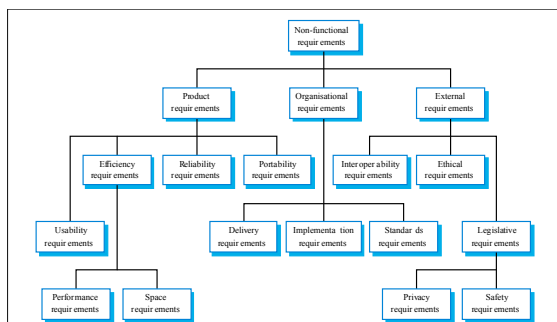 Non-functional
requir ements
Product
requir ements
Organisational
requir ements
External
requir ements
Efficiency
requir ements
Reliability
requir ements
Portability
requir ements
Interoper ability
requir ements
Ethical
requir ements
Usability
requir ements
Delivery
requir ements
Implementa tion
requir ements
Standar ds
requir ements
Legislative
requir ements
Performance
requir ements
Space
requir ements
Privacy
requir ements
Safety
requir ements